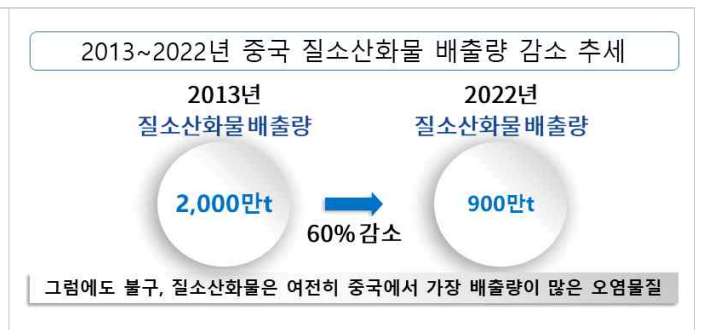 2013~2022년 중국 질소산화물 배출량 감소 추세
2013년
질소산화물 배출량
2,000만t
60% 감소
2022년
질소산화물 배출량
900만t
그럼에도 불구, 질소산화물은 여전히 중국에서 가장 배출량이 많은 오염물질